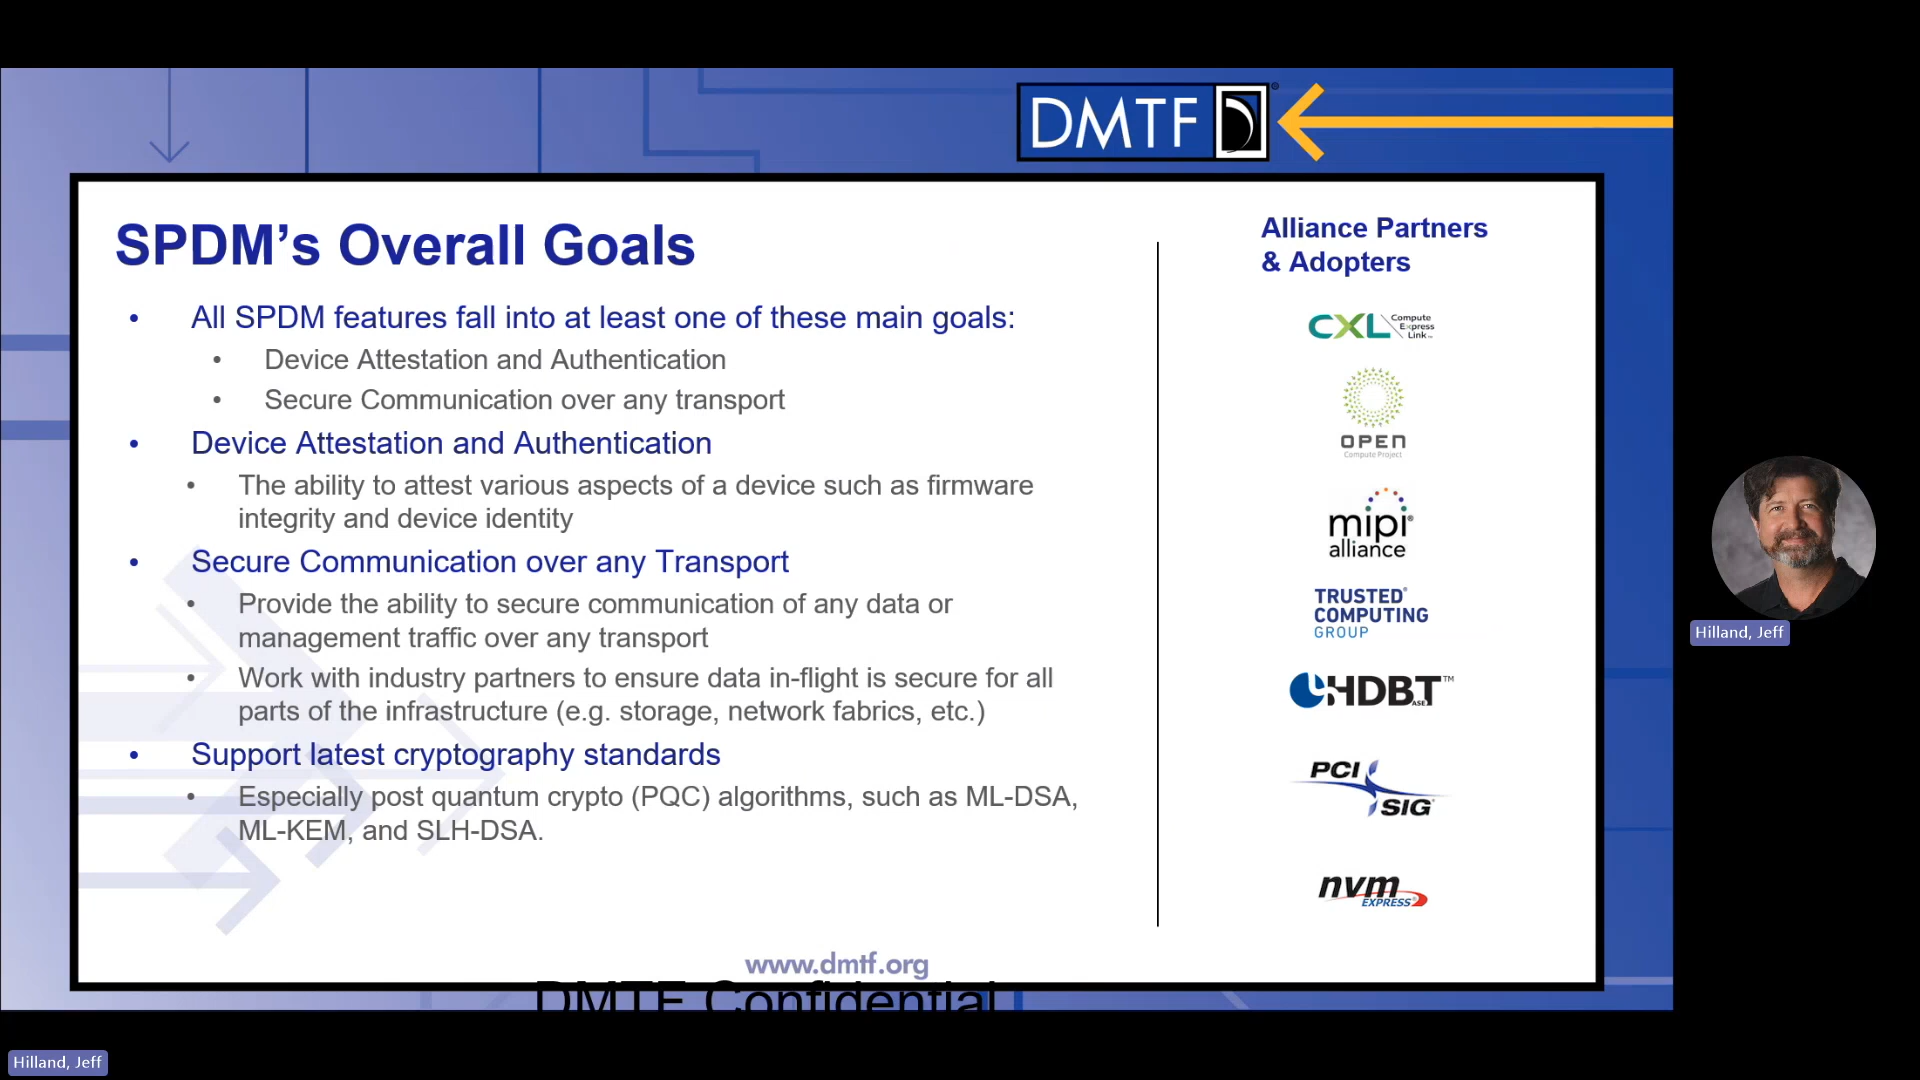 DMTF
SPDM’s Overall Goals
• All SPDM features fall into at least one of these main goals:
• Device Attestation and Authentication
• Secure Communication over any transport
• Device Attestation and Authentication
• The ability to attest various aspects of a device such as firmware
integrity and device identity
• Secure Communication over any Transport
• Provide the ability to secure communication of any data or
management traffic over any transport
• Work with industry partners to ensure data in-flight is secure for all
parts of the infrastructure (e.g. storage, network fabrics, etc.)
• Support latest cryptography standards
• Especially post quantum crypto (PQC) algorithms, such as ML-DSA,
ML-KEM, and SLH-DSA.
Alliance Partners
& Adopters
CXL Compute
Express
Link™
OPEN
Compute Project
mipi®
alliance
TRUSTED®
COMPUTING
GROUP
HDBT™
ASE
PCI
SIG®
nvm
EXPRESS®
www.dmtf.org
DMTF Confidential
Hilland, Jeff
Hilland, Jeff